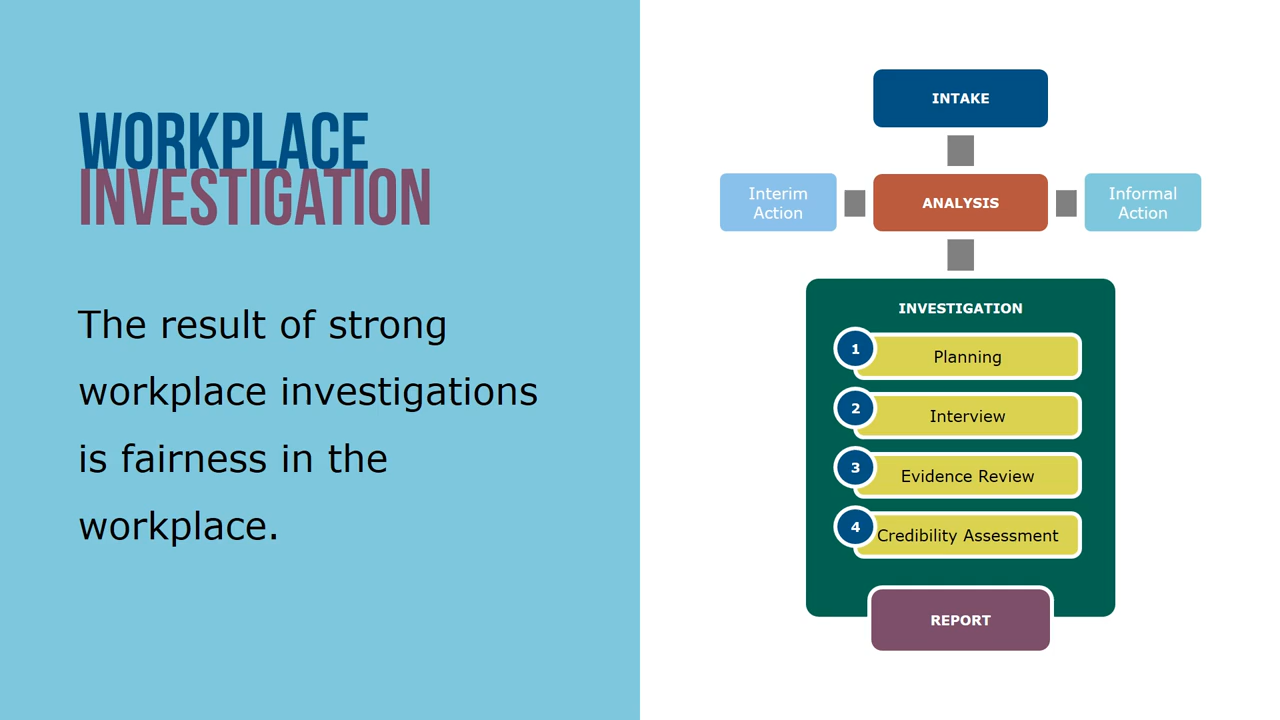 WORKPLACE
INVESTIGATION
The result of strong
workplace investigations
is fairness in the
workplace.
INTAKE
Interim
Action
ANALYSIS
Informal
Action
INVESTIGATION
1
Planning
2
Interview
3
Evidence Review
4
Credibility Assessment
REPORT